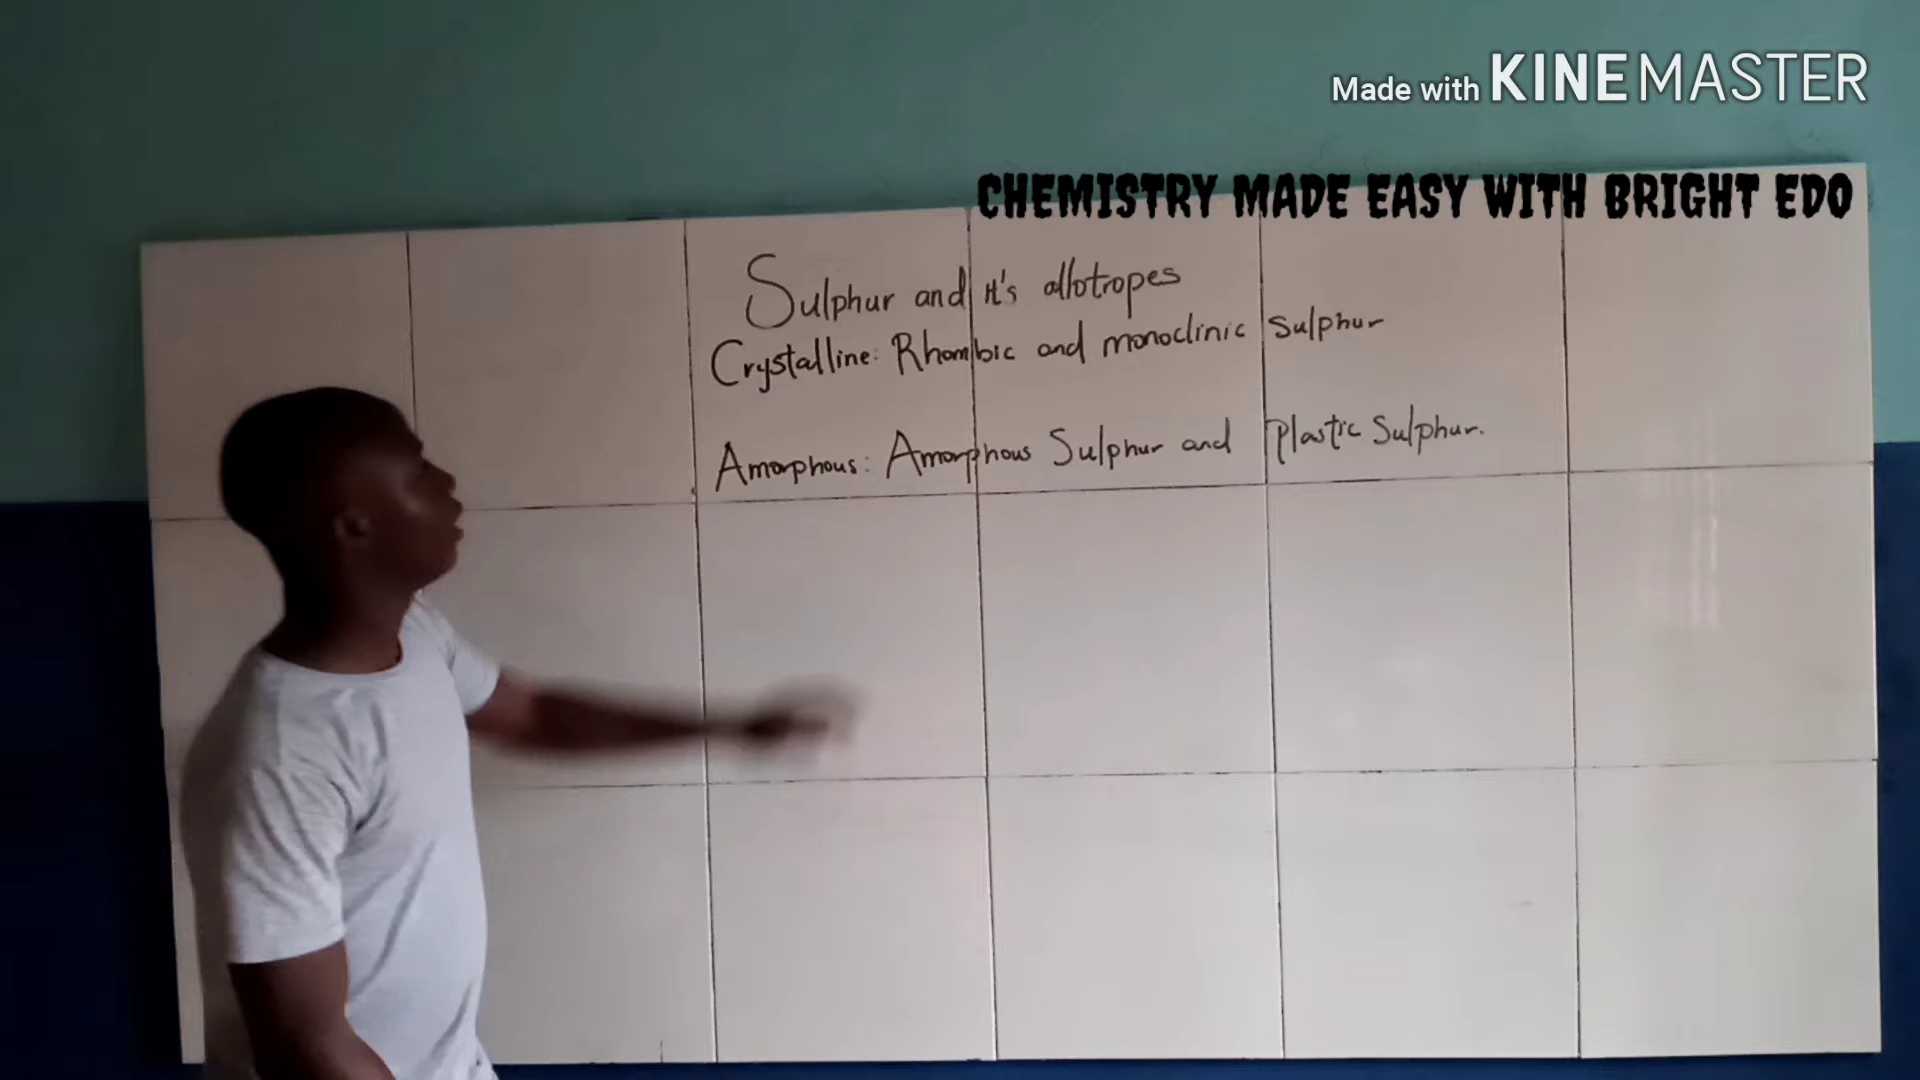 Made with KINEMASTER
CHEMISTRY MADE EASY WITH BRIGHT EDO
Sulphur and it's allotropes
Crystalline: Rhombic and monoclinic sulphur
Amorphous: Amorphous Sulphur and Plastic Sulphur.